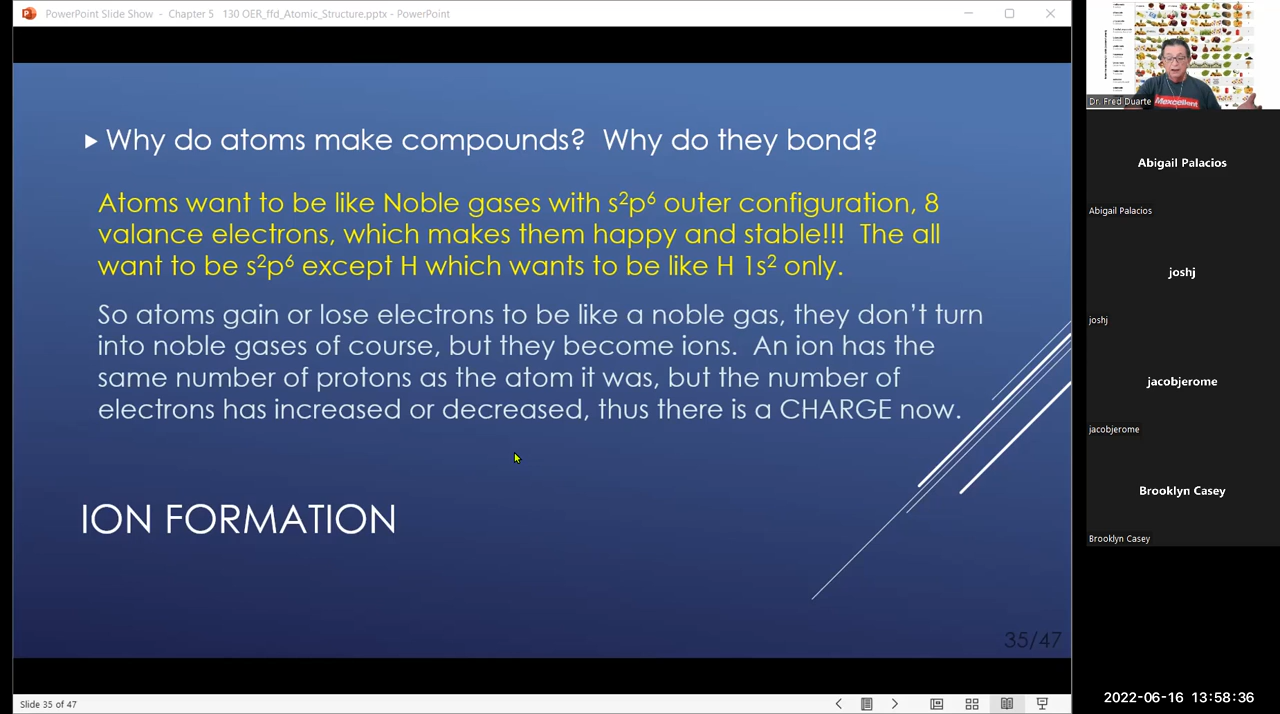 PowerPoint Slide Show - Chapter 5 130 OER_ffd_Atomic_Structure.pptx - PowerPoint
Why do atoms make compounds? Why do they bond?
Atoms want to be like Noble gases with s²p⁶ outer configuration, 8
valance electrons, which makes them happy and stable!!! The all
want to be s²p⁶ except H which wants to be like H 1s² only.
So atoms gain or lose electrons to be like a noble gas, they don’t turn
into noble gases of course, but they become ions. An ion has the
same number of protons as the atom it was, but the number of
electrons has increased or decreased, thus there is a CHARGE now.
ION FORMATION
35/47
Slide 35 of 47
Mexcellent
Dr. Fred Duarte
Abigail Palacios
Abigail Palacios
joshj
joshj
jacobjerome
jacobjerome
Brooklyn Casey
Brooklyn Casey
2022-06-16 13:58:36